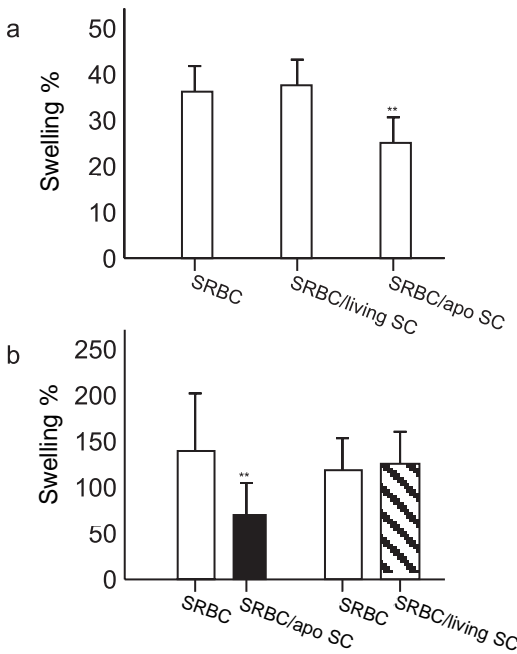 a
Swelling %
50
40
30
20
10
0
**
SRBC
SRBC/living SC
SRBC/apo SC
b
Swelling %
250
200
150
100
50
0
**
SRBC
SRBC/apo SC
SRBC
SRBC/living SC